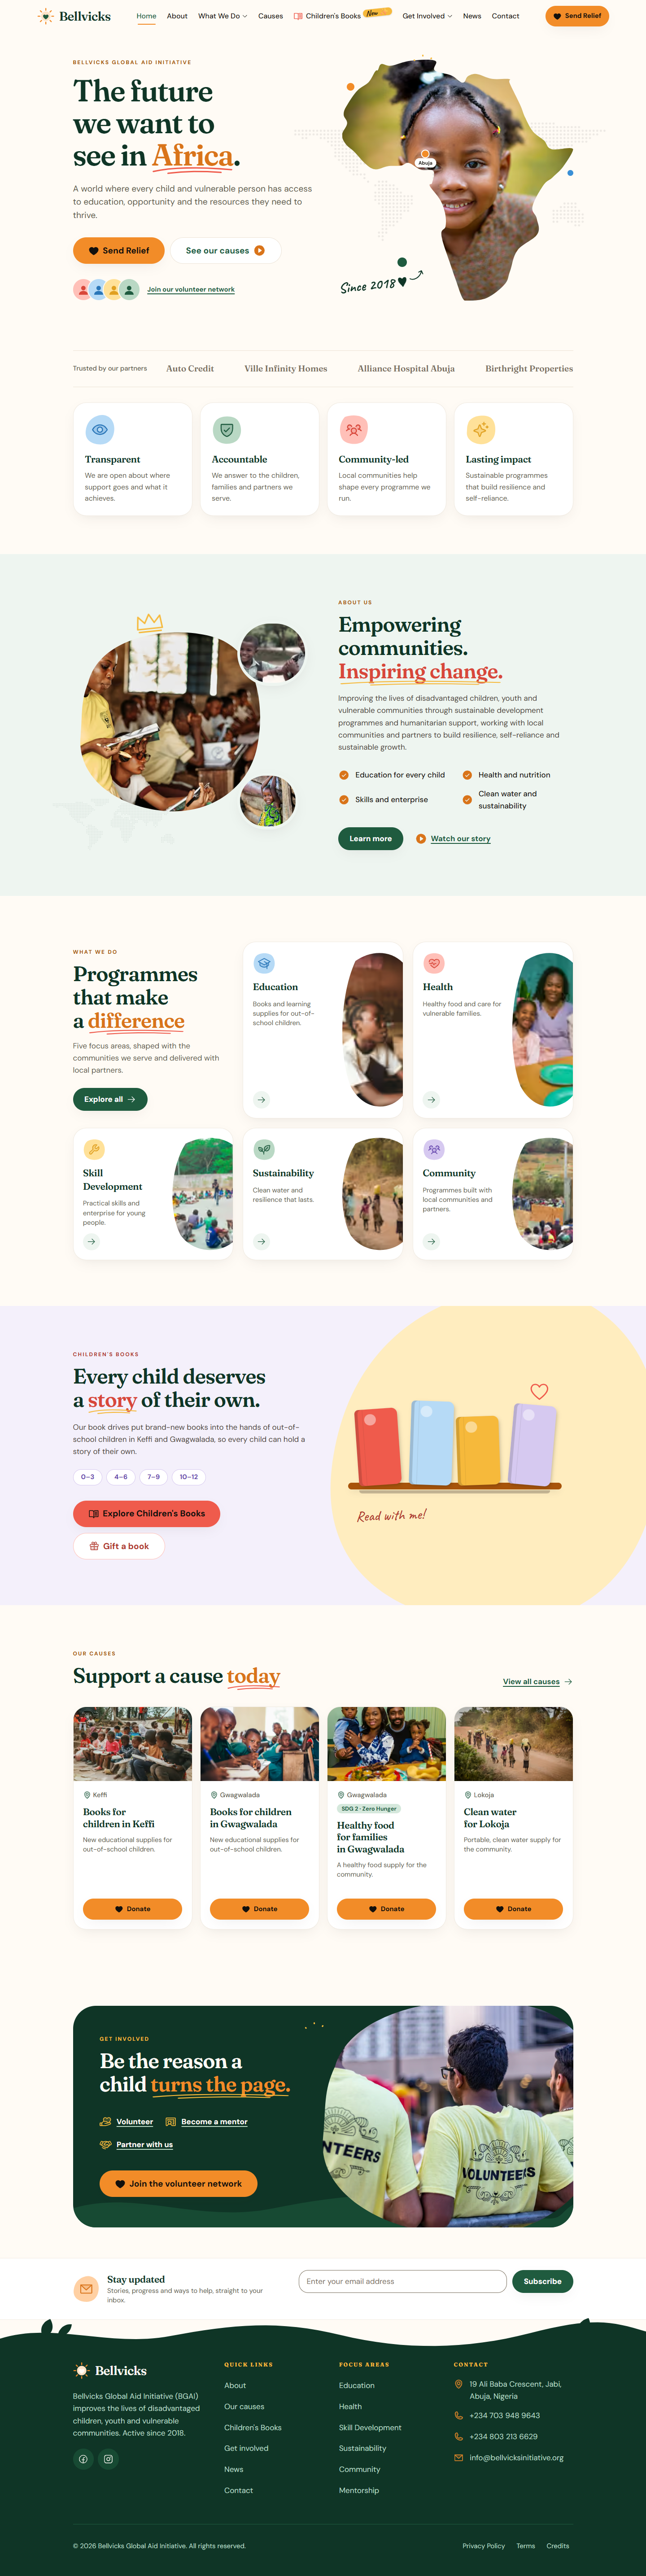 Bellvicks
Home
About
What We Do
Causes
Children's Books
New
Get Involved
News
Contact
Send Relief
BELLVICKS GLOBAL AID INITIATIVE
The future
we want to
see in Africa.
A world where every child and vulnerable person has access
to education, opportunity and the resources they need to
thrive.
Send Relief
See our causes
Join our volunteer network
Abuja
Since 2018
Trusted by our partners
Auto Credit
Ville Infinity Homes
Alliance Hospital Abuja
Birthright Properties
Transparent
We are open about where
support goes and what it
achieves.
Accountable
We answer to the children,
families and partners we
serve.
Community-led
Local communities help
shape every programme we
run.
Lasting impact
Sustainable programmes
that build resilience and
self-reliance.
ABOUT US
Empowering
communities.
Inspiring change.
Improving the lives of disadvantaged children, youth and
vulnerable communities through sustainable development
programmes and humanitarian support, working with local
communities and partners to build resilience, self-reliance and
sustainable growth.
Education for every child
Health and nutrition
Skills and enterprise
Clean water and
sustainability
Learn more
Watch our story
WHAT WE DO
Programmes
that make
a difference
Five focus areas, shaped with the
communities we serve and delivered with
local partners.
Explore all
Education
Books and learning
supplies for out-of-
school children.
Health
Healthy food and care for
vulnerable families.
Skill
Development
Practical skills and
enterprise for young
people.
Sustainability
Clean water and
resilience that lasts.
Community
Programmes built with
local communities and
partners.
CHILDREN'S BOOKS
Every child deserves
a story of their own.
Our book drives put brand-new books into the hands of out-of-
school children in Keffi and Gwagwalada, so every child can hold a
story of their own.
0–3
4–6
7–9
10–12
Explore Children's Books
Gift a book
Read with me!
OUR CAUSES
Support a cause today
View all causes
Keffi
Books for
children in Keffi
New educational supplies for
out-of-school children.
Donate
Gwagwalada
Books for children
in Gwagwalada
New educational supplies for
out-of-school children.
Donate
Gwagwalada
SDG 2 · Zero Hunger
Healthy food
for families
in Gwagwalada
A healthy food supply for the
community.
Donate
Lokoja
Clean water
for Lokoja
Portable, clean water supply for
the community.
Donate
GET INVOLVED
Be the reason a
child turns the page.
Volunteer
Become a mentor
Partner with us
Join the volunteer network
NTEERS
VOLUNTEERS
Stay updated
Stories, progress and ways to help, straight to your
inbox.
Enter your email address
Subscribe
Bellvicks
Bellvicks Global Aid Initiative (BGAI)
improves the lives of disadvantaged
children, youth and vulnerable
communities. Active since 2018.
QUICK LINKS
About
Our causes
Children's Books
Get involved
News
Contact
FOCUS AREAS
Education
Health
Skill Development
Sustainability
Community
Mentorship
CONTACT
19 Ali Baba Crescent, Jabi,
Abuja, Nigeria
+234 703 948 9643
+234 803 213 6629
info@bellvicksinitiative.org
© 2026 Bellvicks Global Aid Initiative. All rights reserved.
Privacy Policy
Terms
Credits